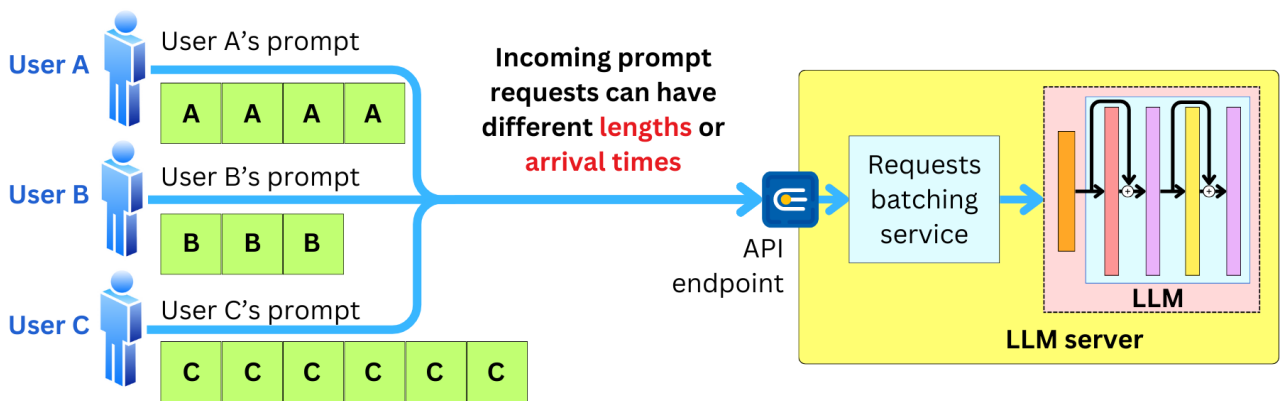 User A
User A's prompt
A A A A
User B
User B's prompt
B B B
User C
User C's prompt
C C C C C C
Incoming prompt
requests can have
different lengths or
arrival times
API
endpoint
Requests
batching
service
LLM
LLM server